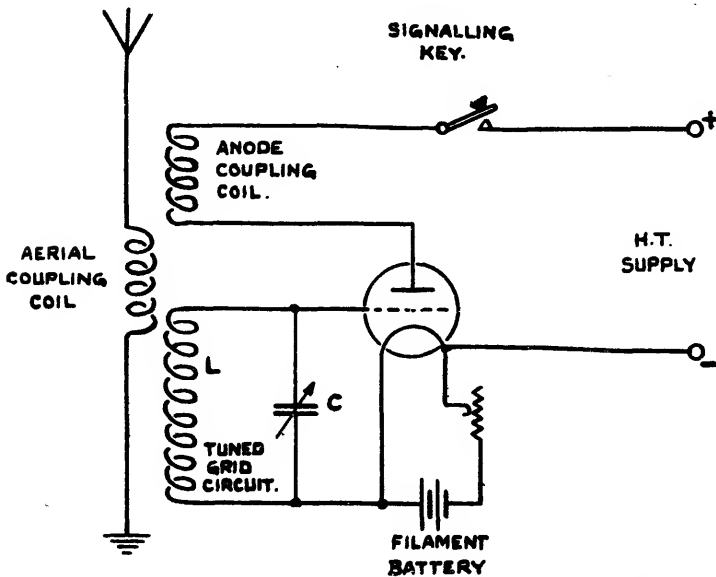 SIGNALLING
KEY.
+
ANODE
COUPLING
COIL.
AERIAL
COUPLING
COIL
H.T.
SUPPLY
L
C
−
TUNED
GRID
CIRCUIT.
FILAMENT
BATTERY